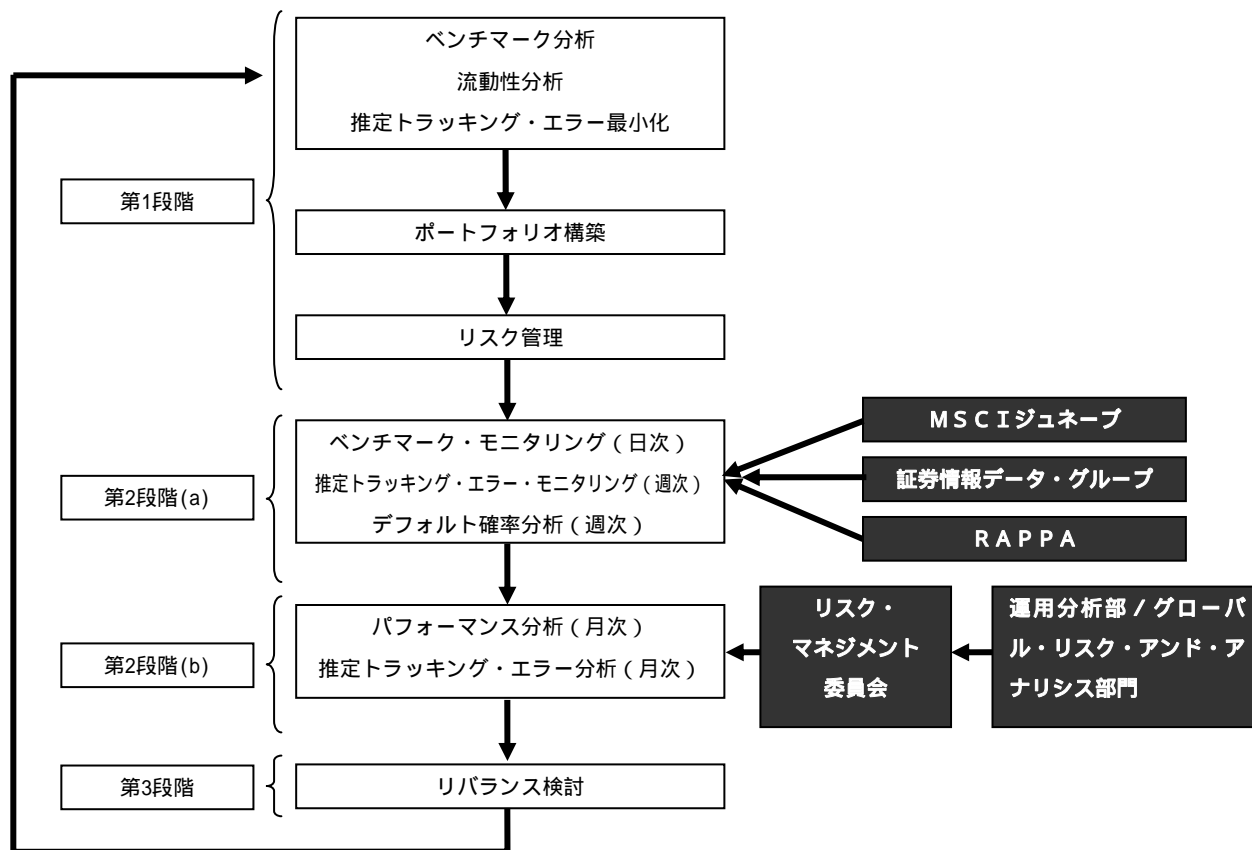 ベンチマーク分析
流動性分析
推定トラッキング・エラー最小化
第1段階
ポートフォリオ構築
リスク管理
ベンチマーク・モニタリング(日次)
推定トラッキング・エラー・モニタリング(週次)
デフォルト確率分析(週次)
第2段階(a)
MSCIジュネーブ
証券情報データ・グループ
RAPPA
パフォーマンス分析(月次)
推定トラッキング・エラー分析(月次)
第2段階(b)
リスク・
マネジメント
委員会
運用分析部/グローバ
ル・リスク・アンド・ア
ナリシス部門
第3段階
リバランス検討